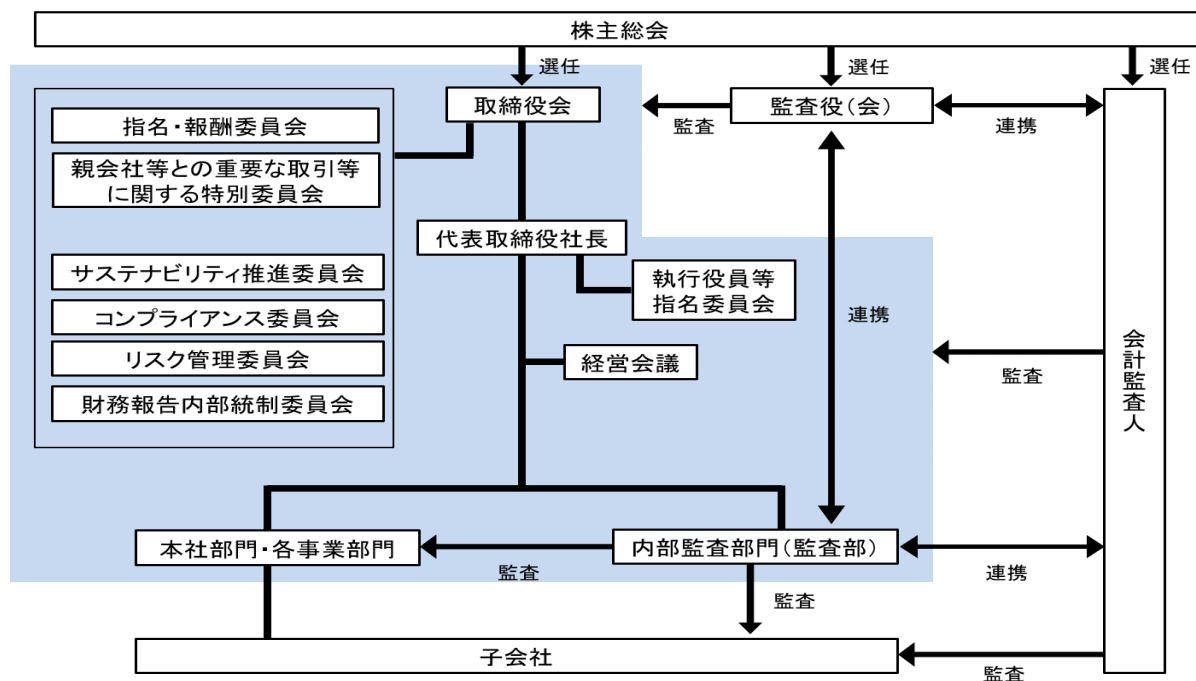 株主総会
選任
選任
選任
取締役会
監査役(会)
監査
連携
指名・報酬委員会
親会社等との重要な取引等
に関する特別委員会
代表取締役社長
サステナビリティ推進委員会
執行役員等
指名委員会
コンプライアンス委員会
連携
リスク管理委員会
経営会議
監査
会計監査人
財務報告内部統制委員会
本社部門・各事業部門
内部監査部門(監査部)
監査
連携
監査
子会社
監査